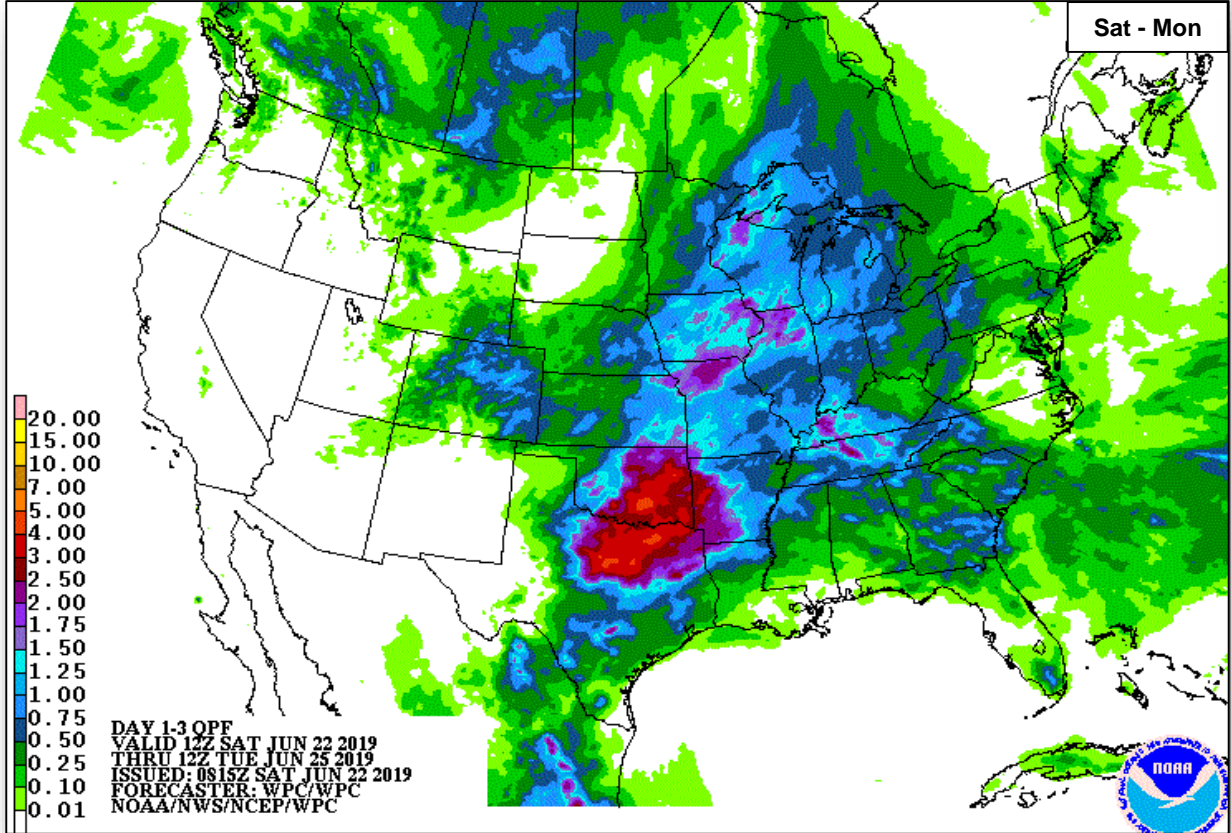 Sat - Mon
20.00
15.00
10.00
7.00
5.00
4.00
3.00
2.50
2.00
1.75
1.50
1.25
1.00
0.75
0.50
0.25
0.10
0.01
DAY 1-3 QPF
VALID 12Z SAT JUN 22 2019
THRU 12Z TUE JUN 25 2019
ISSUED: 0815Z SAT JUN 22 2019
FORECASTER: WPC/WPC
NOAA/NWS/NCEP/WPC
NOAA